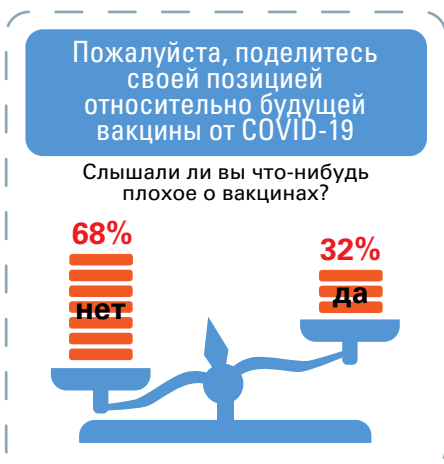 Пожалуйста, поделитесь
своей позицией
относительно будущей
вакцины от COVID-19
Слышали ли вы что-нибудь
плохое о вакцинах?
68%
32%
нет
да